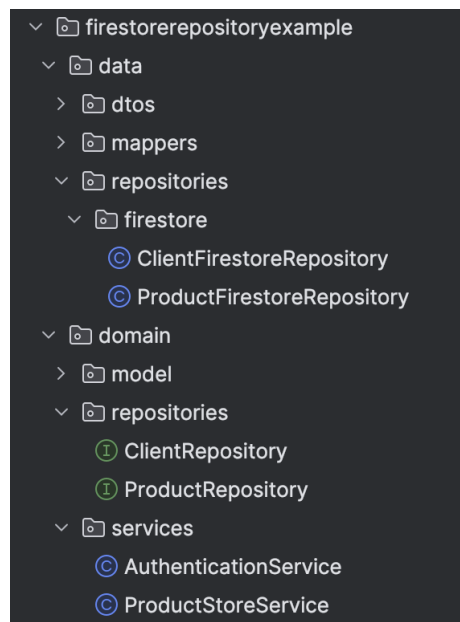 firestorerepositoryexample
data
dtos
mappers
repositories
firestore
C ClientFirestoreRepository
C ProductFirestoreRepository
domain
model
repositories
I ClientRepository
I ProductRepository
services
C AuthenticationService
C ProductStoreService